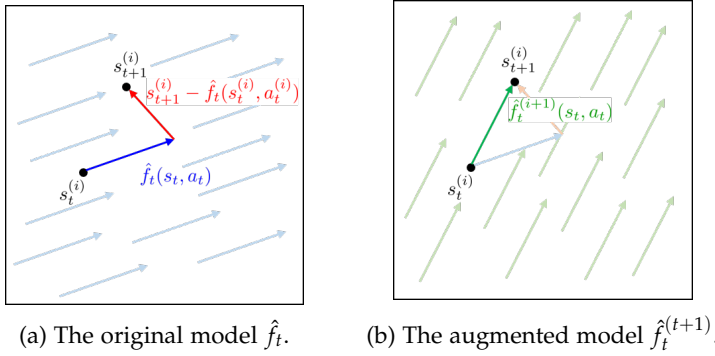 $s_{t+1}^{(i)}$
$s_{t+1}^{(i)} - \hat{f}_t(s_t^{(i)}, a_t^{(i)})$
$\hat{f}_t(s_t, a_t)$
$s_t^{(i)}$
(a) The original model $\hat{f}_t$.
$s_{t+1}^{(i)}$
$\hat{f}_t^{(i+1)}(s_t, a_t)$
$s_t^{(i)}$
(b) The augmented model $\hat{f}_t^{(t+1)}$.